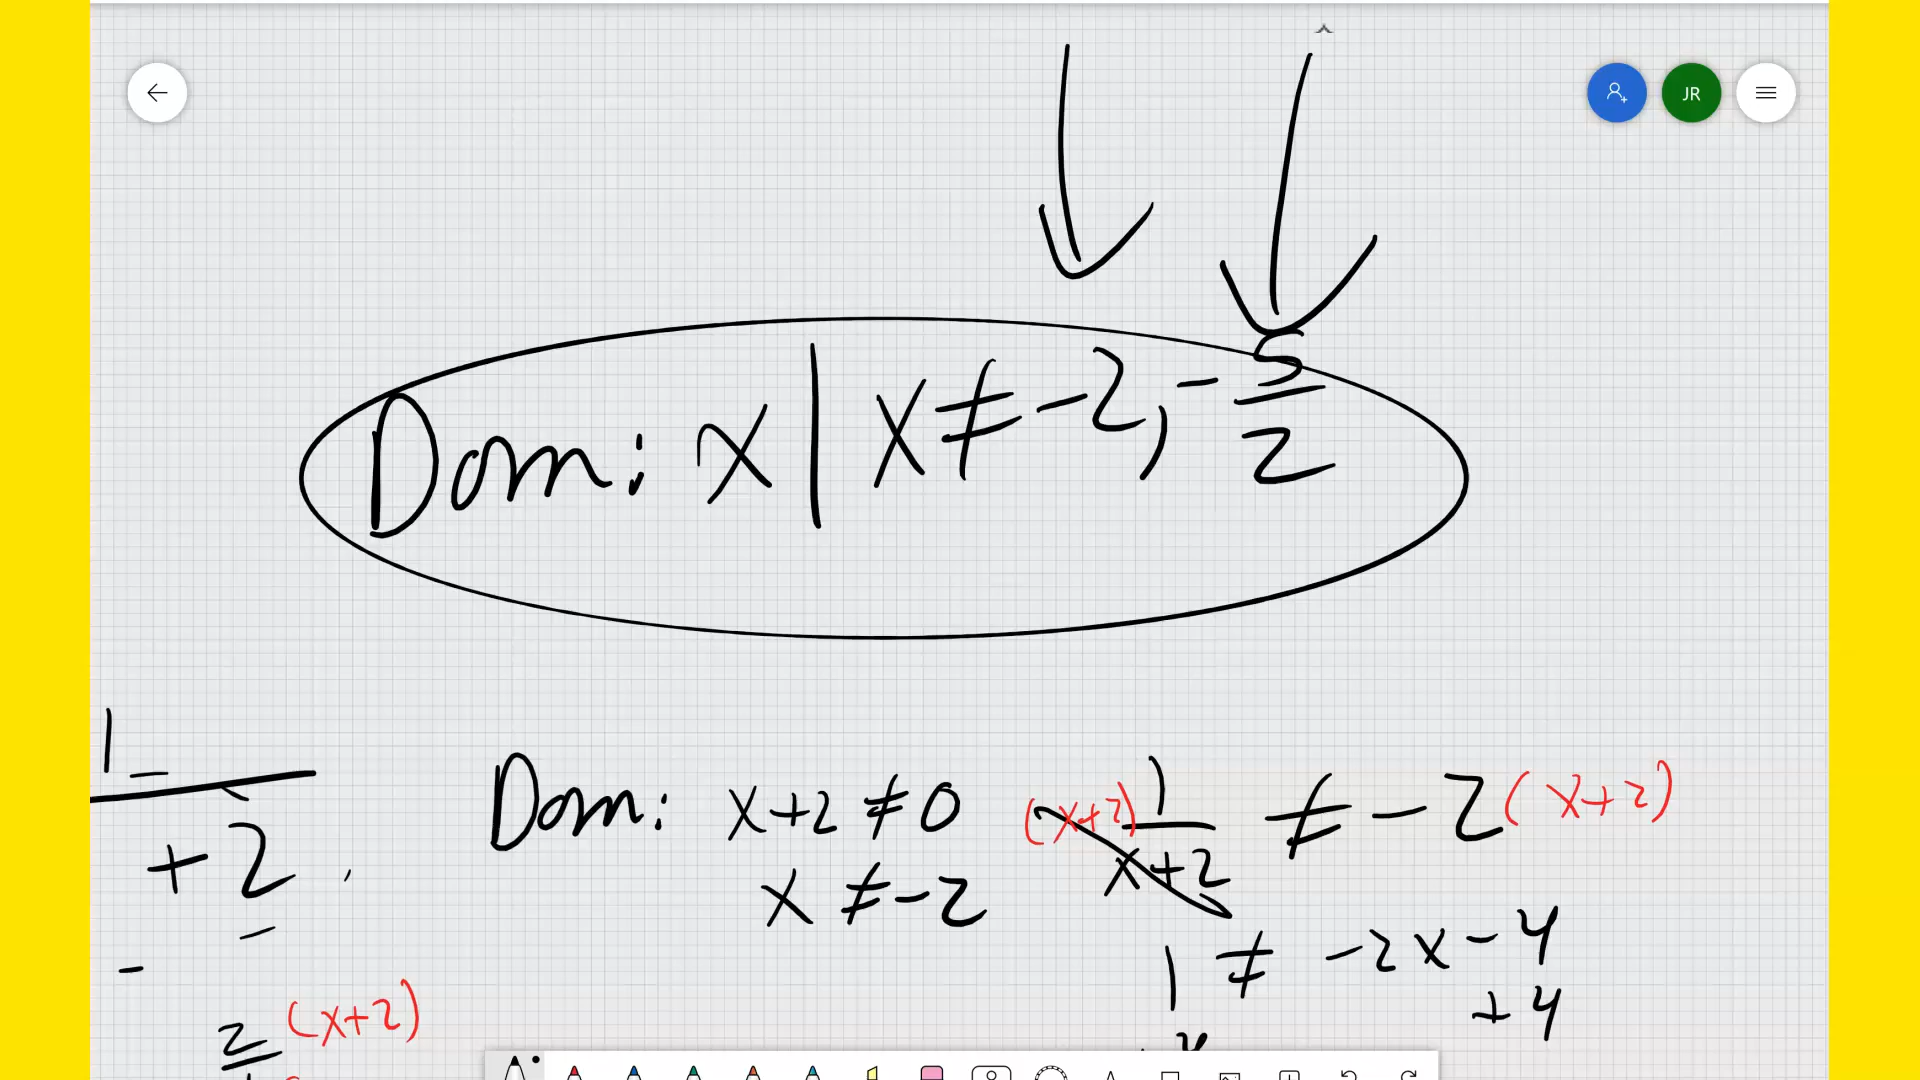 JR
Dom: x | x ≠ -2, -5/2
1
+ 2
Dom: x+2 ≠ 0
x ≠ -2
(x+2) 1/(x+2) ≠ -2 (x+2)
1 ≠ -2x - 4
+4
2 (x+2)